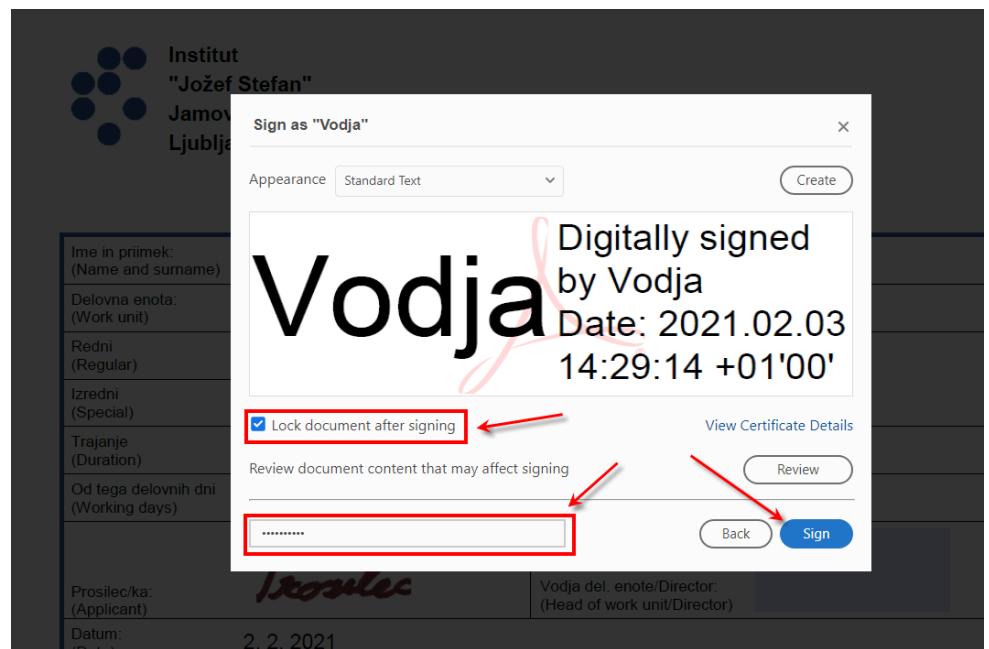 Institut
"Jožef Stefan"
Jamov
Ljublja
Sign as "Vodja"
Appearance Standard Text Create
Vodja
Digitally signed
by Vodja
Date: 2021.02.03
14:29:14 +01'00'
Lock document after signing
View Certificate Details
Review document content that may affect signing
Review
Back
Sign
Ime in priimek:
(Name and surname)
Delovna enota:
(Work unit)
Redni
(Regular)
Izredni
(Special)
Trajanje
(Duration)
Od tega delovnih dni
(Working days)
Prosilec/ka:
(Applicant)
Prosilec
Vodja del. enote/Director:
(Head of work unit/Director)
Datum:
2. 2. 2021